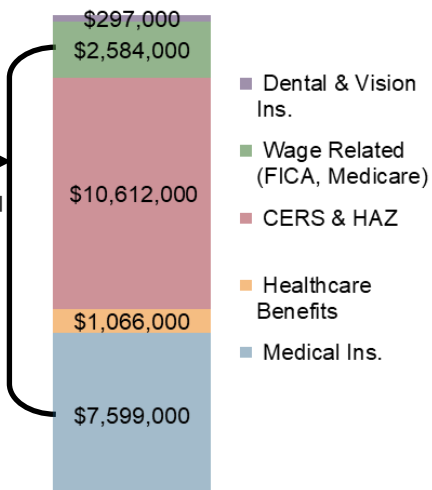 $297,000
$2,584,000
$10,612,000
$1,066,000
$7,599,000
Dental & Vision
Ins.
Wage Related
(FICA, Medicare)
CERS & HAZ
Healthcare
Benefits
Medical Ins.